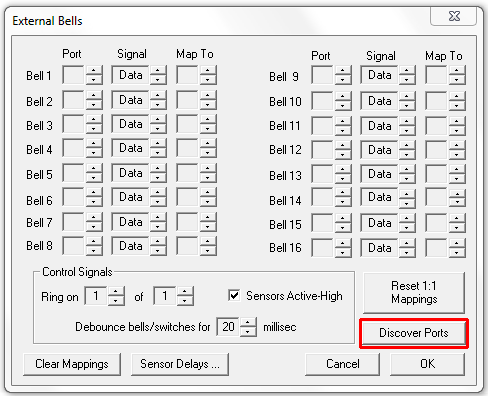 External Bells
Port Signal Map To Port Signal Map To
Bell 1 Data Bell 9 Data
Bell 2 Data Bell 10 Data
Bell 3 Data Bell 11 Data
Bell 4 Data Bell 12 Data
Bell 5 Data Bell 13 Data
Bell 6 Data Bell 14 Data
Bell 7 Data Bell 15 Data
Bell 8 Data Bell 16 Data
Control Signals
Ring on 1 of 1 Sensors Active-High
Debounce bells/switches for 20 millisec
Reset 1:1
Mappings
Discover Ports
Clear Mappings Sensor Delays ... Cancel OK